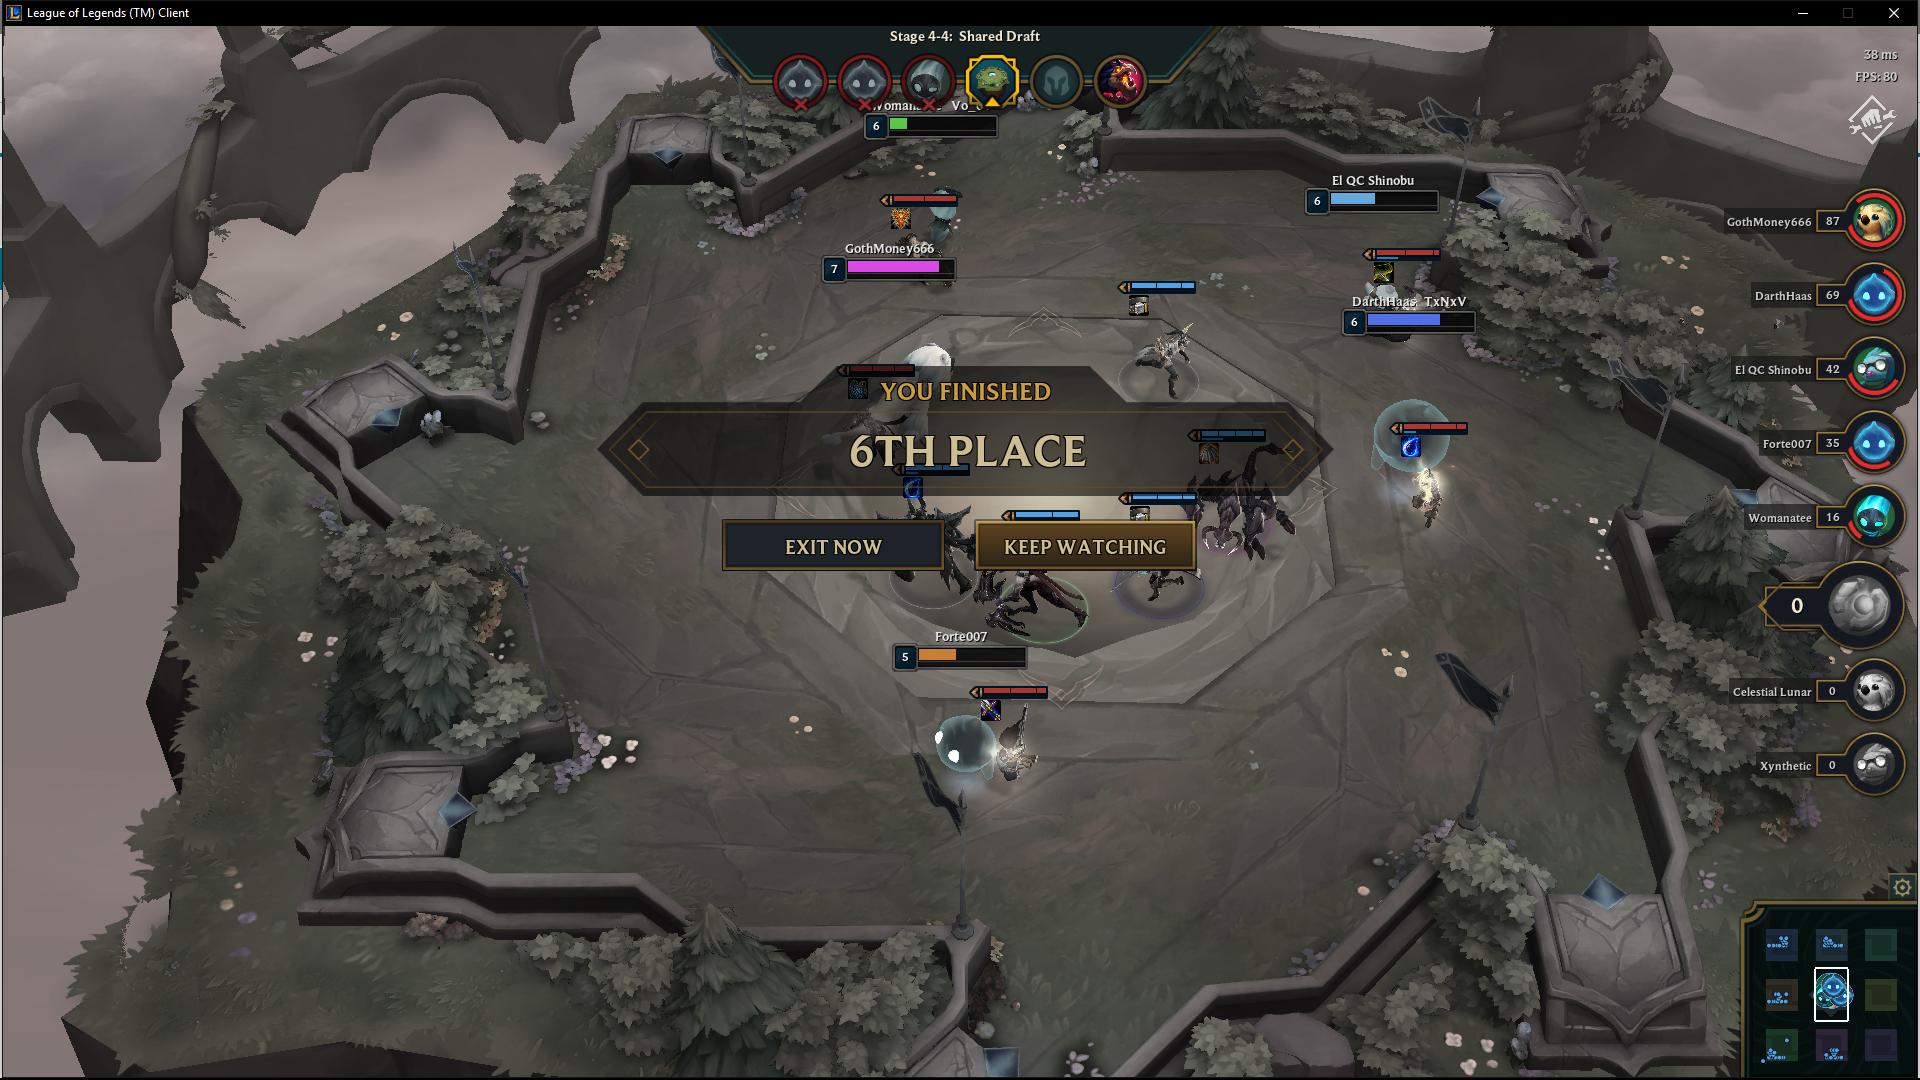 League of Legends (TM) Client
Stage 4-4: Shared Draft
38 ms
FPS: 80
6
El QC Shinobu
6
GothMoney666
7
DarthHaas
TxNxV
6
YOU FINISHED
6TH PLACE
EXIT NOW
KEEP WATCHING
Forte007
5
GothMoney666 87
DarthHaas 69
El QC Shinobu 42
Forte007 35
Womanatee 16
0
Celestial Lunar 0
Xynthetic 0